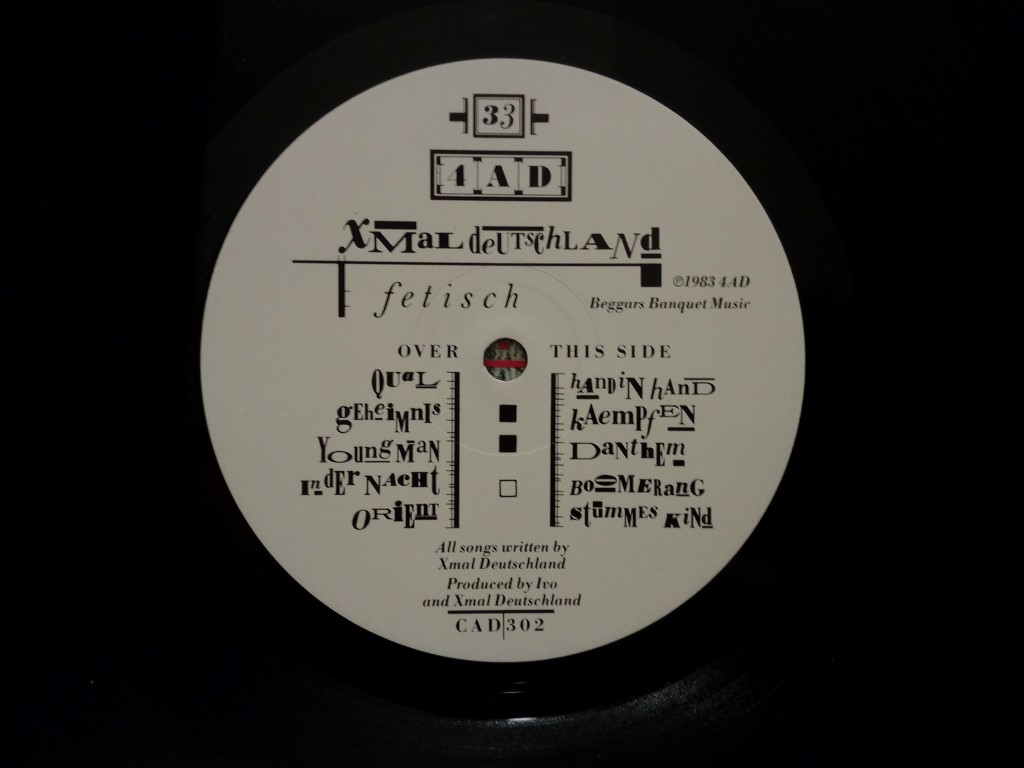 33
4AD
xmal deutschland
fetisch
℗1983 4AD
Beggars Banquet Music
OVER
Qual
geheimnis
Young man
In der Nacht
Orient
THIS SIDE
hand in hand
kaempfen
Danthem
Boomerang
stummes kind
All songs written by
Xmal Deutschland
Produced by Ivo
and Xmal Deutschland
CAD 302